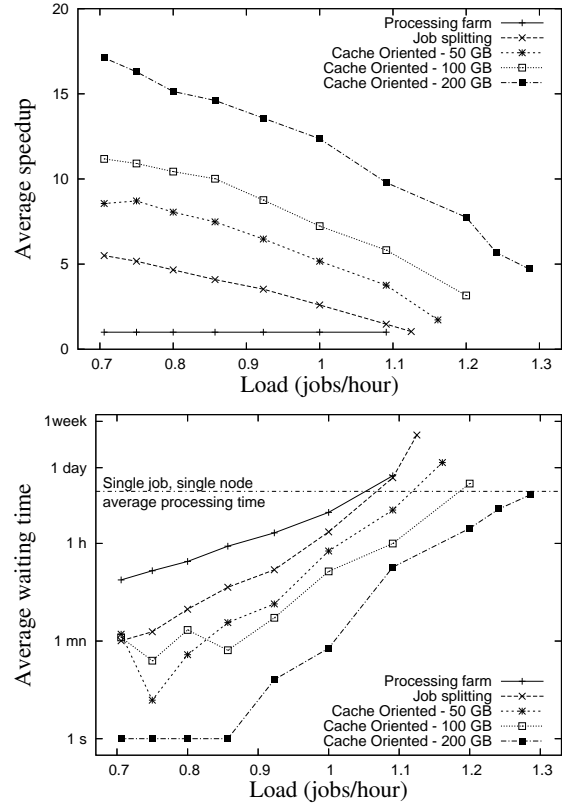 Processing farm
Job splitting
Cache Oriented - 50 GB
Cache Oriented - 100 GB
Cache Oriented - 200 GB
Average speedup
20
15
10
5
0
0.7 0.8 0.9 1 1.1 1.2 1.3
Load (jobs/hour)
Average waiting time
1week
1 day
1 h
1 mn
1 s
Single job, single node
average processing time
Processing farm
Job splitting
Cache Oriented - 50 GB
Cache Oriented - 100 GB
Cache Oriented - 200 GB
0.7 0.8 0.9 1 1.1 1.2 1.3
Load (jobs/hour)